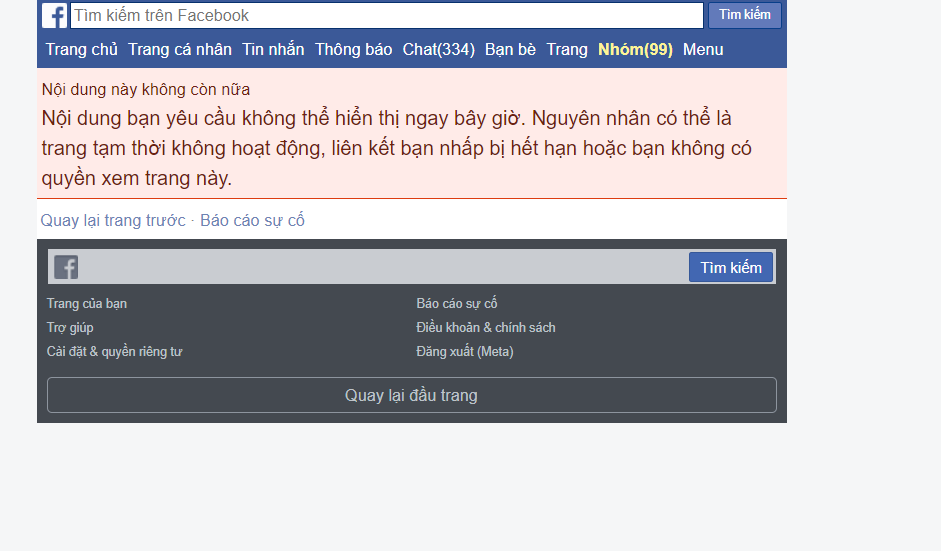 Tìm kiếm trên Facebook Tìm kiếm
Trang chủ Trang cá nhân Tin nhắn Thông báo Chat(334) Bạn bè Trang Nhóm(99) Menu
Nội dung này không còn nữa
Nội dung bạn yêu cầu không thể hiển thị ngay bây giờ. Nguyên nhân có thể là
trang tạm thời không hoạt động, liên kết bạn nhấp bị hết hạn hoặc bạn không có
quyền xem trang này.
Quay lại trang trước · Báo cáo sự cố
Tìm kiếm
Trang của bạn Báo cáo sự cố
Trợ giúp Điều khoản & chính sách
Cài đặt & quyền riêng tư Đăng xuất (Meta)
Quay lại đầu trang